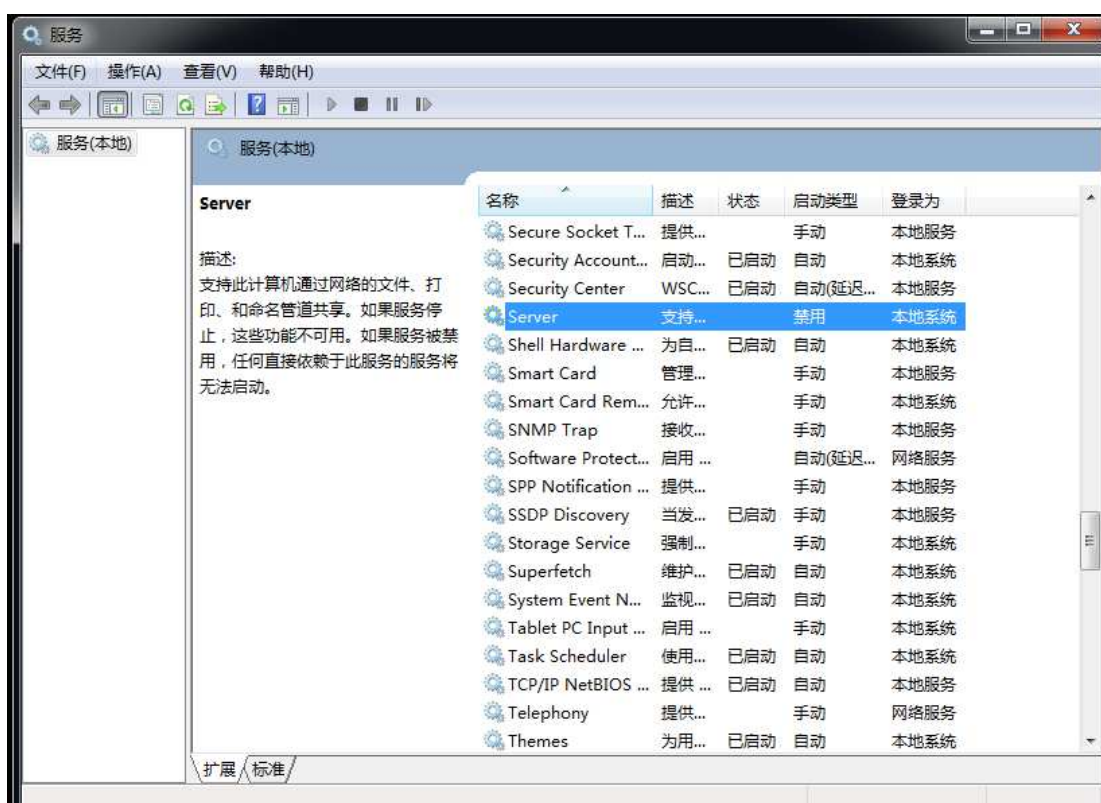 服务
文件(F) 操作(A) 查看(V) 帮助(H)
服务(本地)
服务(本地)
Server
描述:
支持此计算机通过网络的文件、打
印、和命名管道共享。如果服务停
止，这些功能不可用。如果服务被禁
用，任何直接依赖于此服务的服务将
无法启动。
名称 描述 状态 启动类型 登录为
Secure Socket T... 提供... 手动 本地服务
Security Account... 启动... 已启动 自动 本地系统
Security Center WSC... 已启动 自动(延迟... 本地服务
Server 支持... 禁用 本地系统
Shell Hardware ... 为自... 已启动 自动 本地系统
Smart Card 管理... 手动 本地服务
Smart Card Rem... 允许... 手动 本地系统
SNMP Trap 接收... 手动 本地服务
Software Protect... 启用 ... 自动(延迟... 网络服务
SPP Notification ... 提供... 手动 本地服务
SSDP Discovery 当发... 已启动 手动 本地服务
Storage Service 强制... 手动 本地系统
Superfetch 维护... 已启动 自动 本地系统
System Event N... 监视... 已启动 自动 本地系统
Tablet PC Input ... 启用 ... 手动 本地系统
Task Scheduler 使用... 已启动 自动 本地系统
TCP/IP NetBIOS ... 提供 ... 已启动 自动 本地服务
Telephony 提供... 手动 网络服务
Themes 为用... 已启动 自动 本地系统
扩展 标准